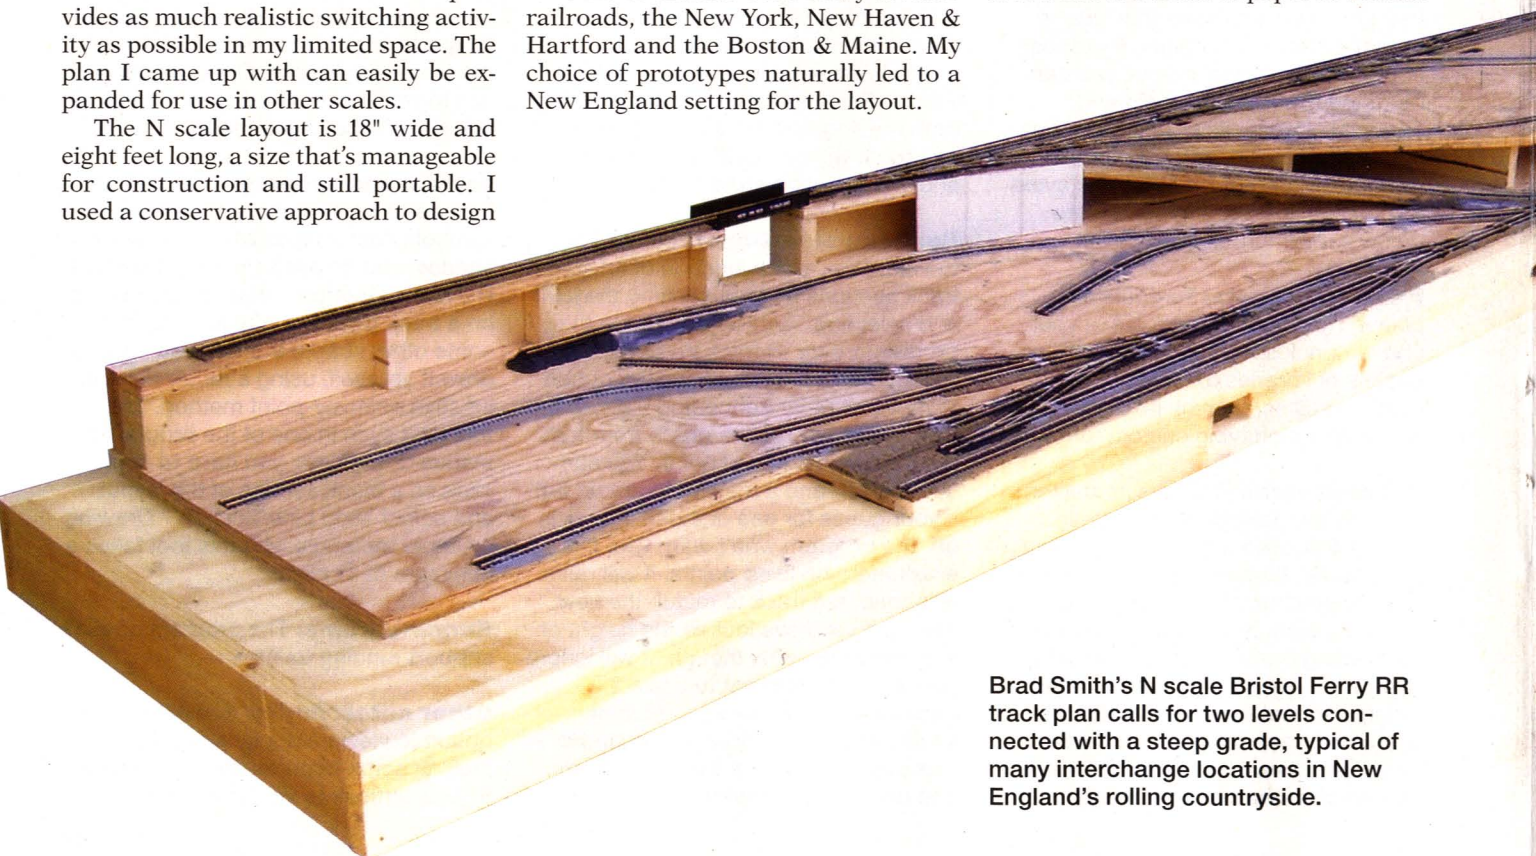 vides as much realistic switching activ-
ity as possible in my limited space. The
plan I came up with can easily be ex-
panded for use in other scales.
The N scale layout is 18" wide and
eight feet long, a size that's manageable
for construction and still portable. I
used a conservative approach to design
railroads, the New York, New Haven &
Hartford and the Boston & Maine. My
choice of prototypes naturally led to a
New England setting for the layout.
Brad Smith's N scale Bristol Ferry RR
track plan calls for two levels con-
nected with a steep grade, typical of
many interchange locations in New
England's rolling countryside.